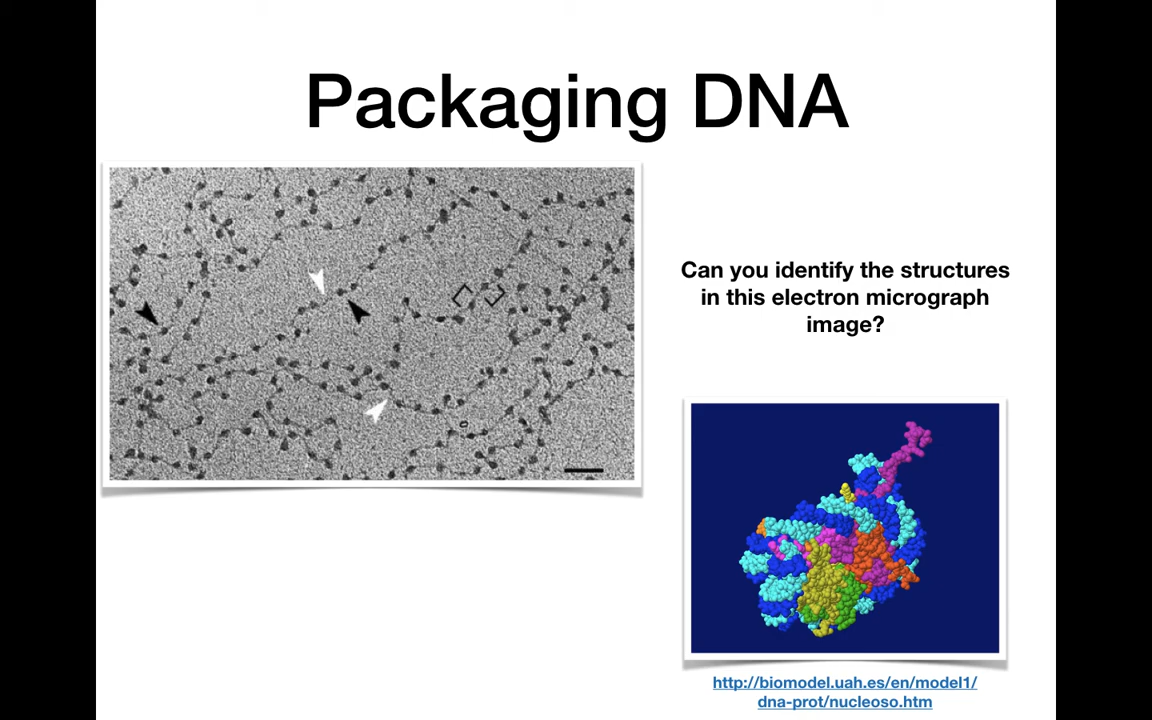 Packaging DNA
Can you identify the structures
in this electron micrograph
image?
http://biomodel.uah.es/en/model1/
dna-prot/nucleoso.htm